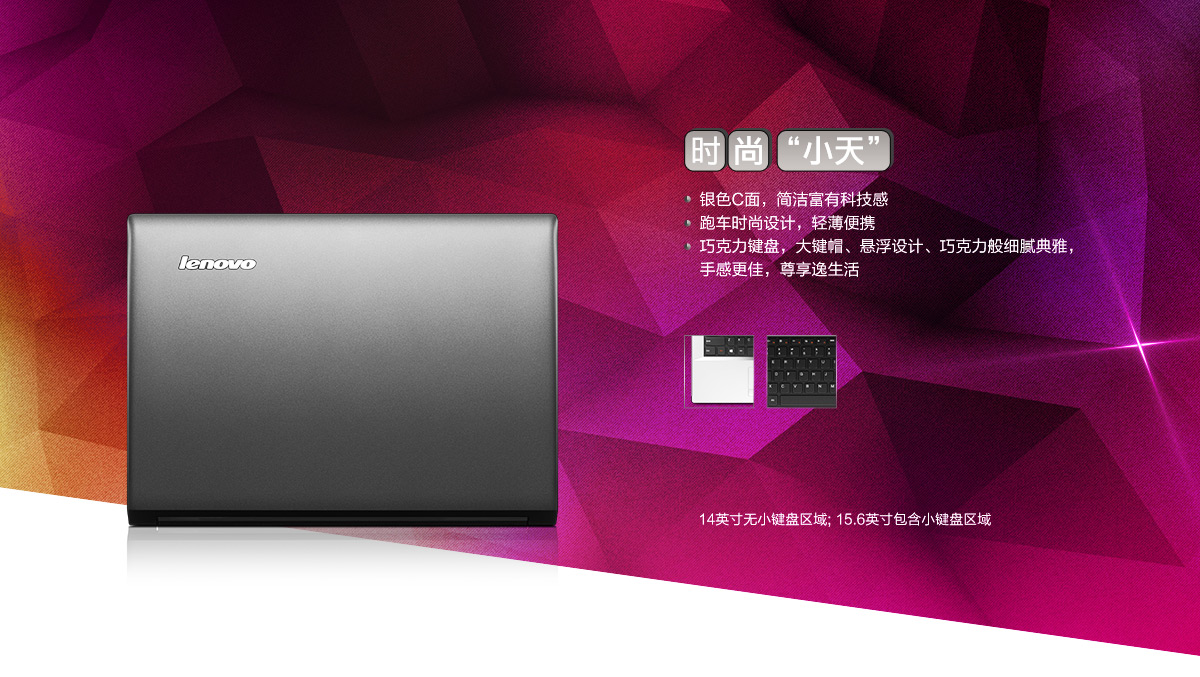 时尚 “小天”
银色C面，简洁富有科技感
跑车时尚设计，轻薄便携
巧克力键盘，大键帽、悬浮设计、巧克力般细腻典雅，
手感更佳，尊享逸生活
lenovo
14英寸无小键盘区域; 15.6英寸包含小键盘区域